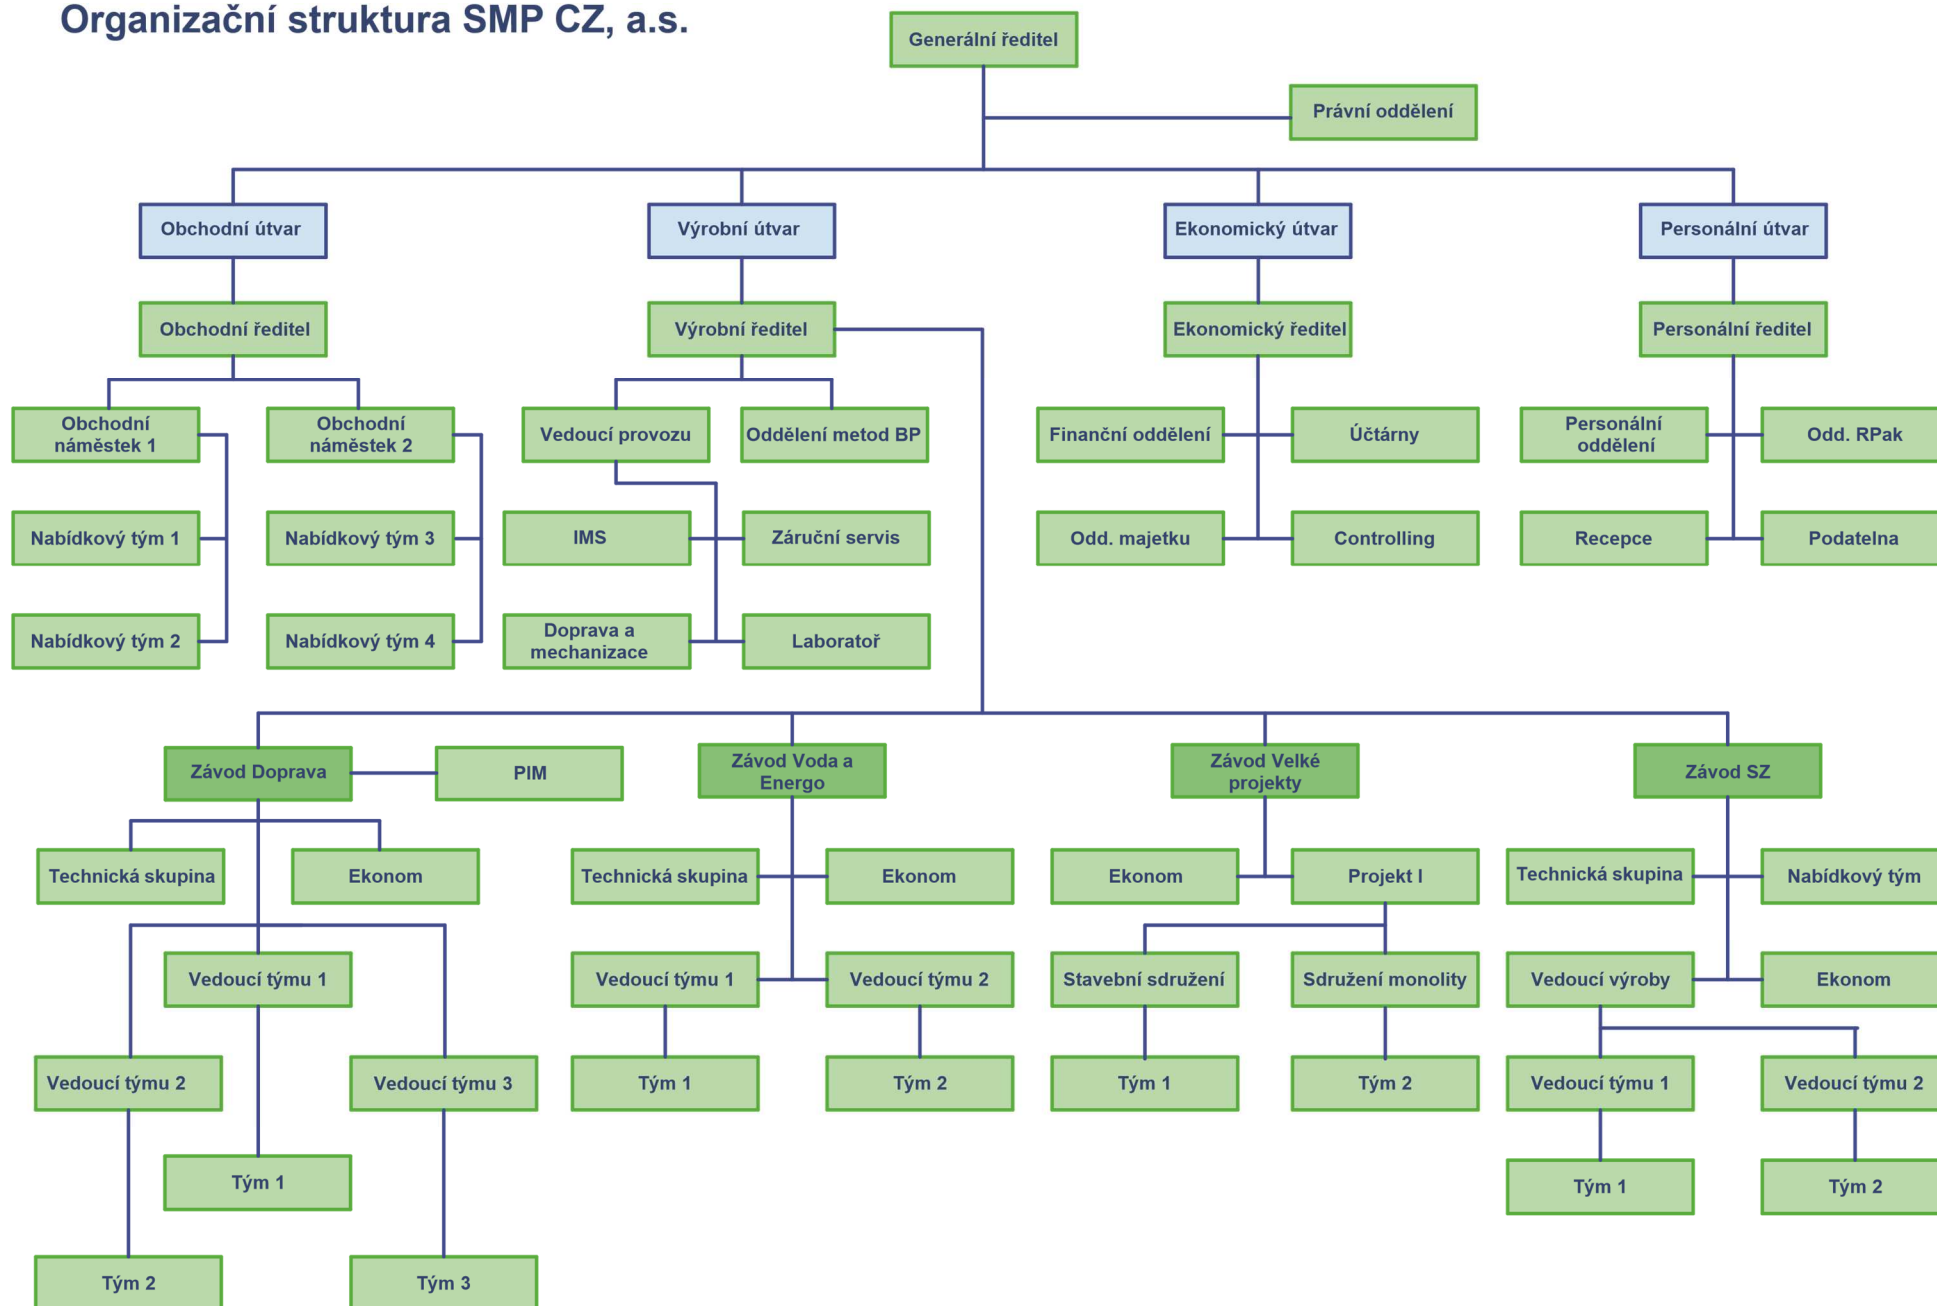 Organizační struktura SMP CZ, a.s.
Generální ředitel
Právní oddělení
Obchodní útvar
Výrobní útvar
Ekonomický útvar
Personální útvar
Obchodní ředitel
Výrobní ředitel
Ekonomický ředitel
Personální ředitel
Obchodní
náměstek 1
Obchodní
náměstek 2
Vedoucí provozu
Oddělení metod BP
Finanční oddělení
Účtárny
Personální
oddělení
Odd. RPak
Nabídkový tým 1
Nabídkový tým 3
IMS
Záruční servis
Odd. majetku
Controlling
Recepce
Podatelna
Nabídkový tým 2
Nabídkový tým 4
Doprava a
mechanizace
Laboratoř
Závod Doprava
PIM
Závod Voda a
Energo
Závod Velké
projekty
Závod SZ
Technická skupina
Ekonom
Technická skupina
Ekonom
Ekonom
Projekt I
Technická skupina
Nabídkový tým
Vedoucí týmu 1
Vedoucí týmu 1
Vedoucí týmu 2
Stavební sdružení
Sdružení monolity
Vedoucí výroby
Ekonom
Vedoucí týmu 2
Vedoucí týmu 3
Tým 1
Tým 2
Tým 1
Tým 2
Vedoucí týmu 1
Vedoucí týmu 2
Tým 1
Tým 1
Tým 2
Tým 2
Tým 3